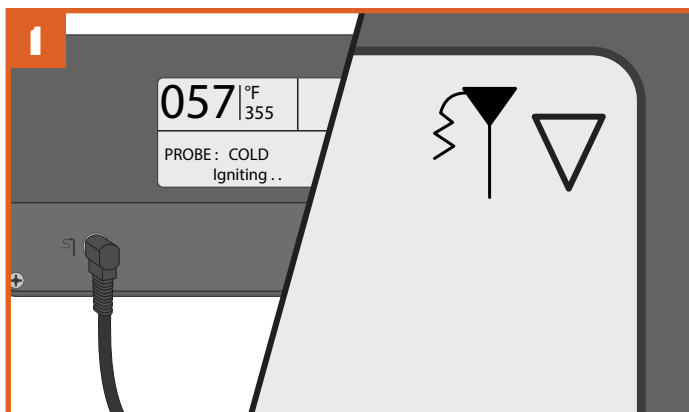 1
057 °F
355
PROBE : COLD
Igniting . .